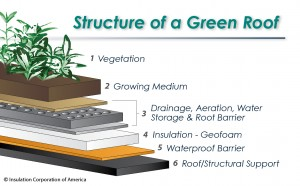 Structure of a Green Roof
1 Vegetation
2 Growing Medium
3 Drainage, Aeration, Water
Storage & Root Barrier
4 Insulation - Geofoam
5 Waterproof Barrier
6 Roof/Structural Support
© Insulation Corporation of America